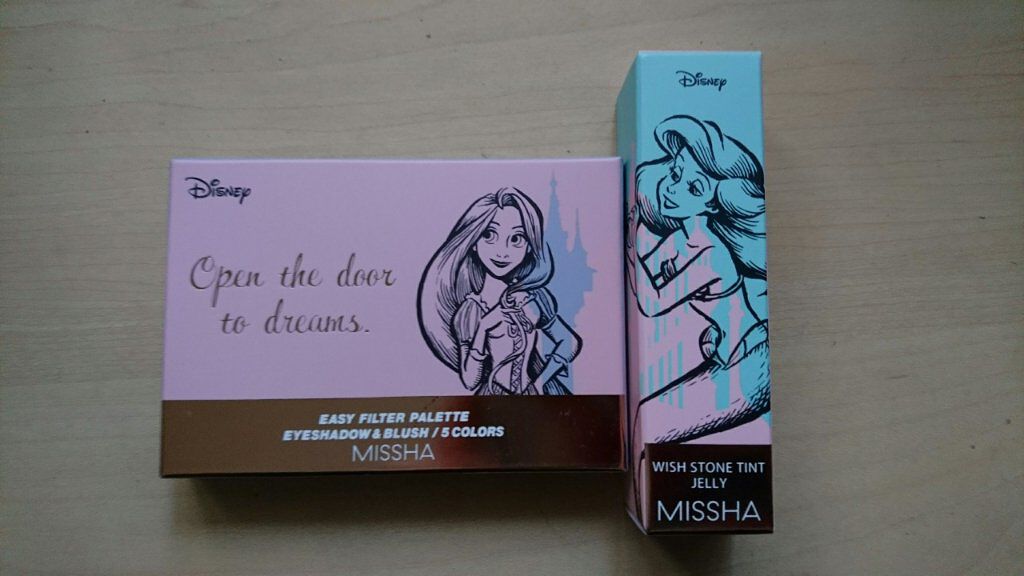 Disney
Open the door
to dreams.
EASY FILTER PALETTE
EYESHADOW & BLUSH / 5 COLORS
MISSHA
Disney
WISH STONE TINT
JELLY
MISSHA